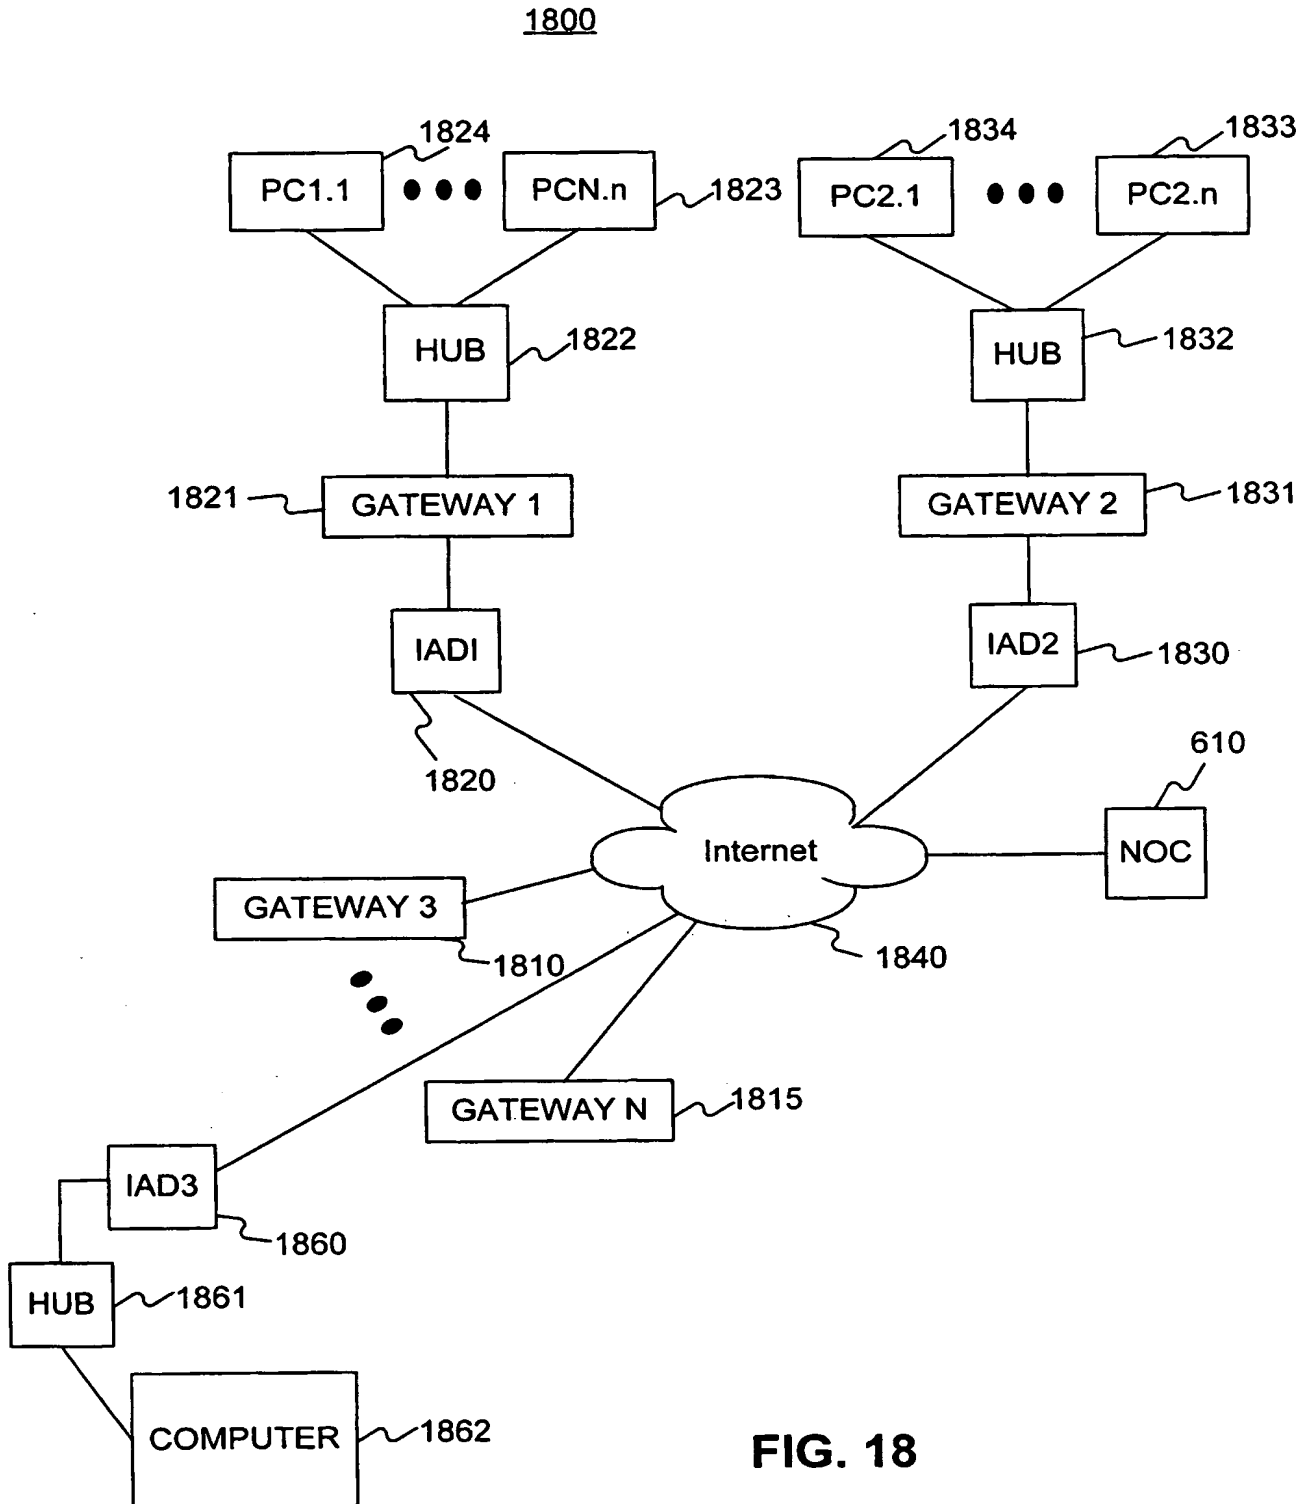 1800
1824
1834
1833
PC1.1
PCN.n
1823
PC2.1
PC2.n
HUB
1822
HUB
1832
1821
GATEWAY 1
GATEWAY 2
1831
IADI
IAD2
1830
1820
610
Internet
NOC
GATEWAY 3
1810
1840
GATEWAY N
1815
IAD3
1860
HUB
1861
COMPUTER
1862
FIG. 18